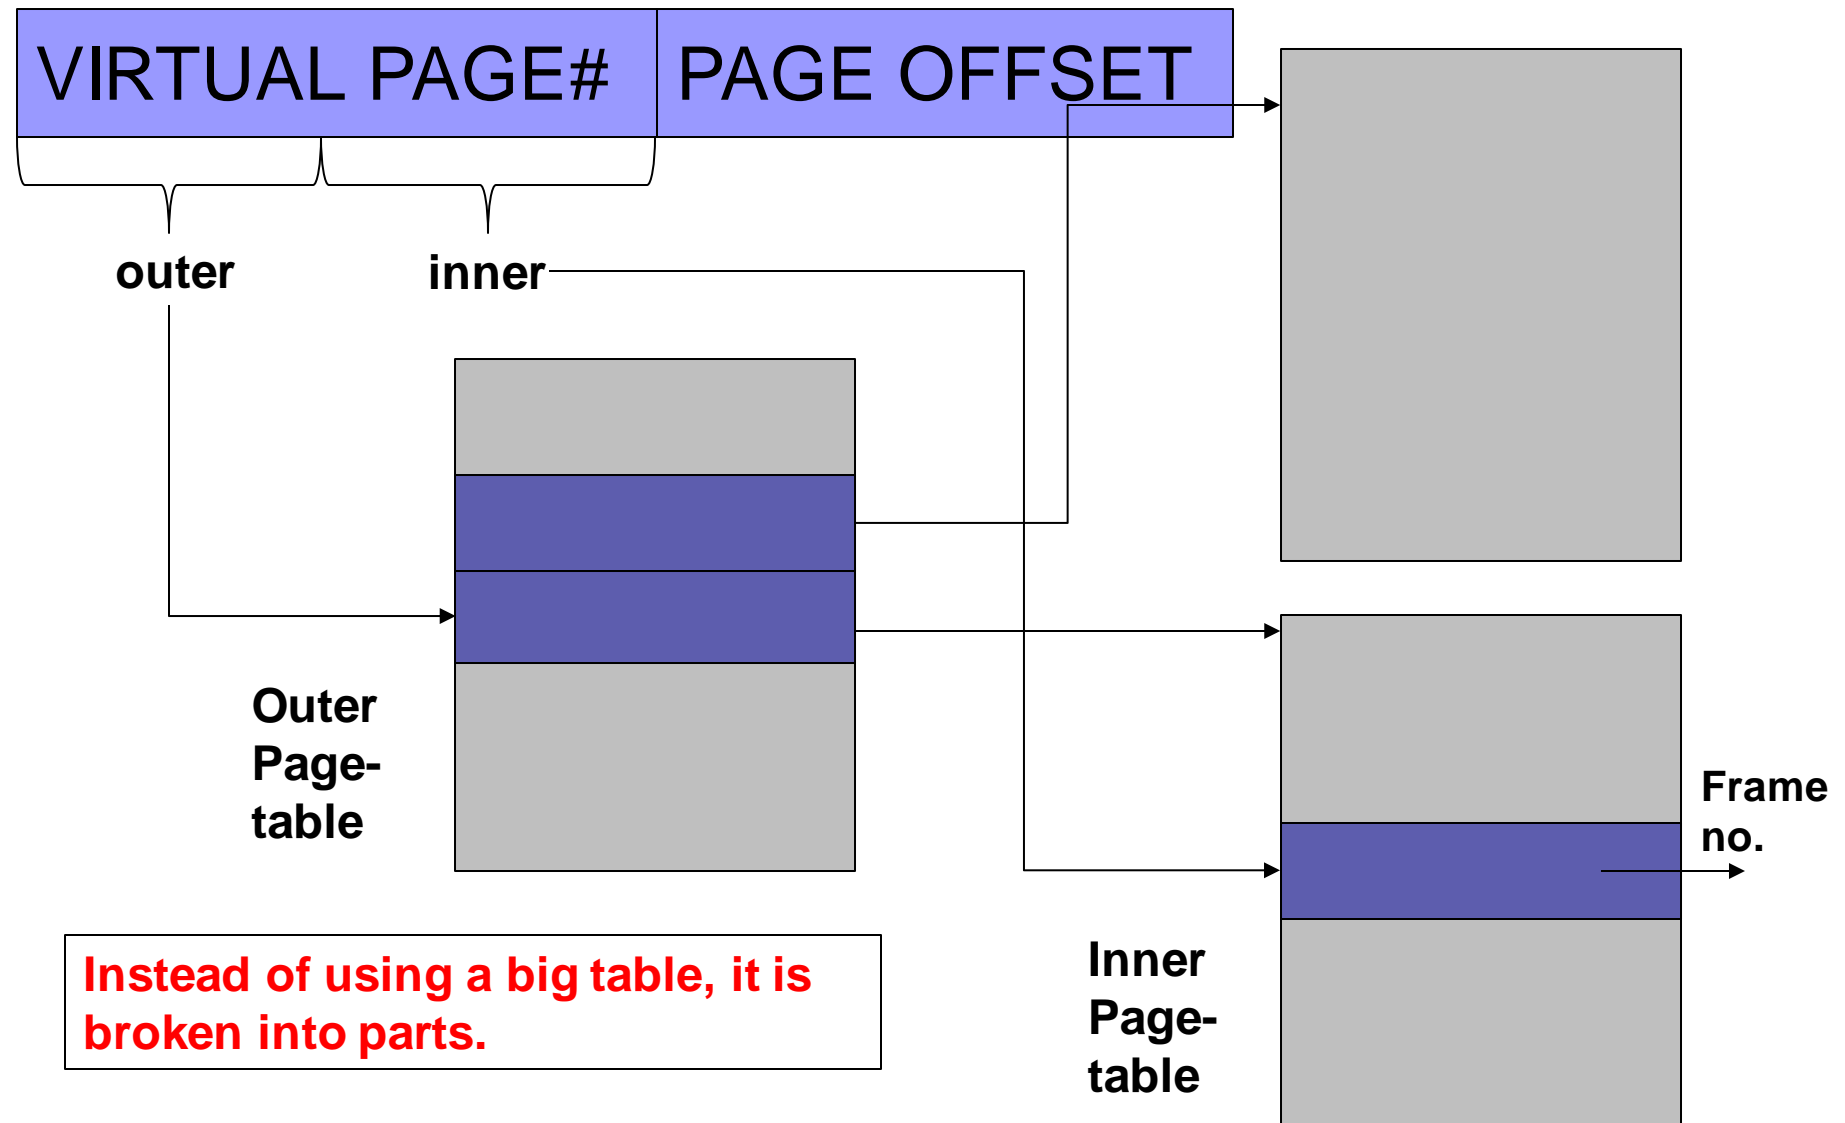 VIRTUAL PAGE# PAGE OFFSET
outer inner
Outer
Page-
table
Frame
no.
Inner
Page-
table
Instead of using a big table, it is
broken into parts.